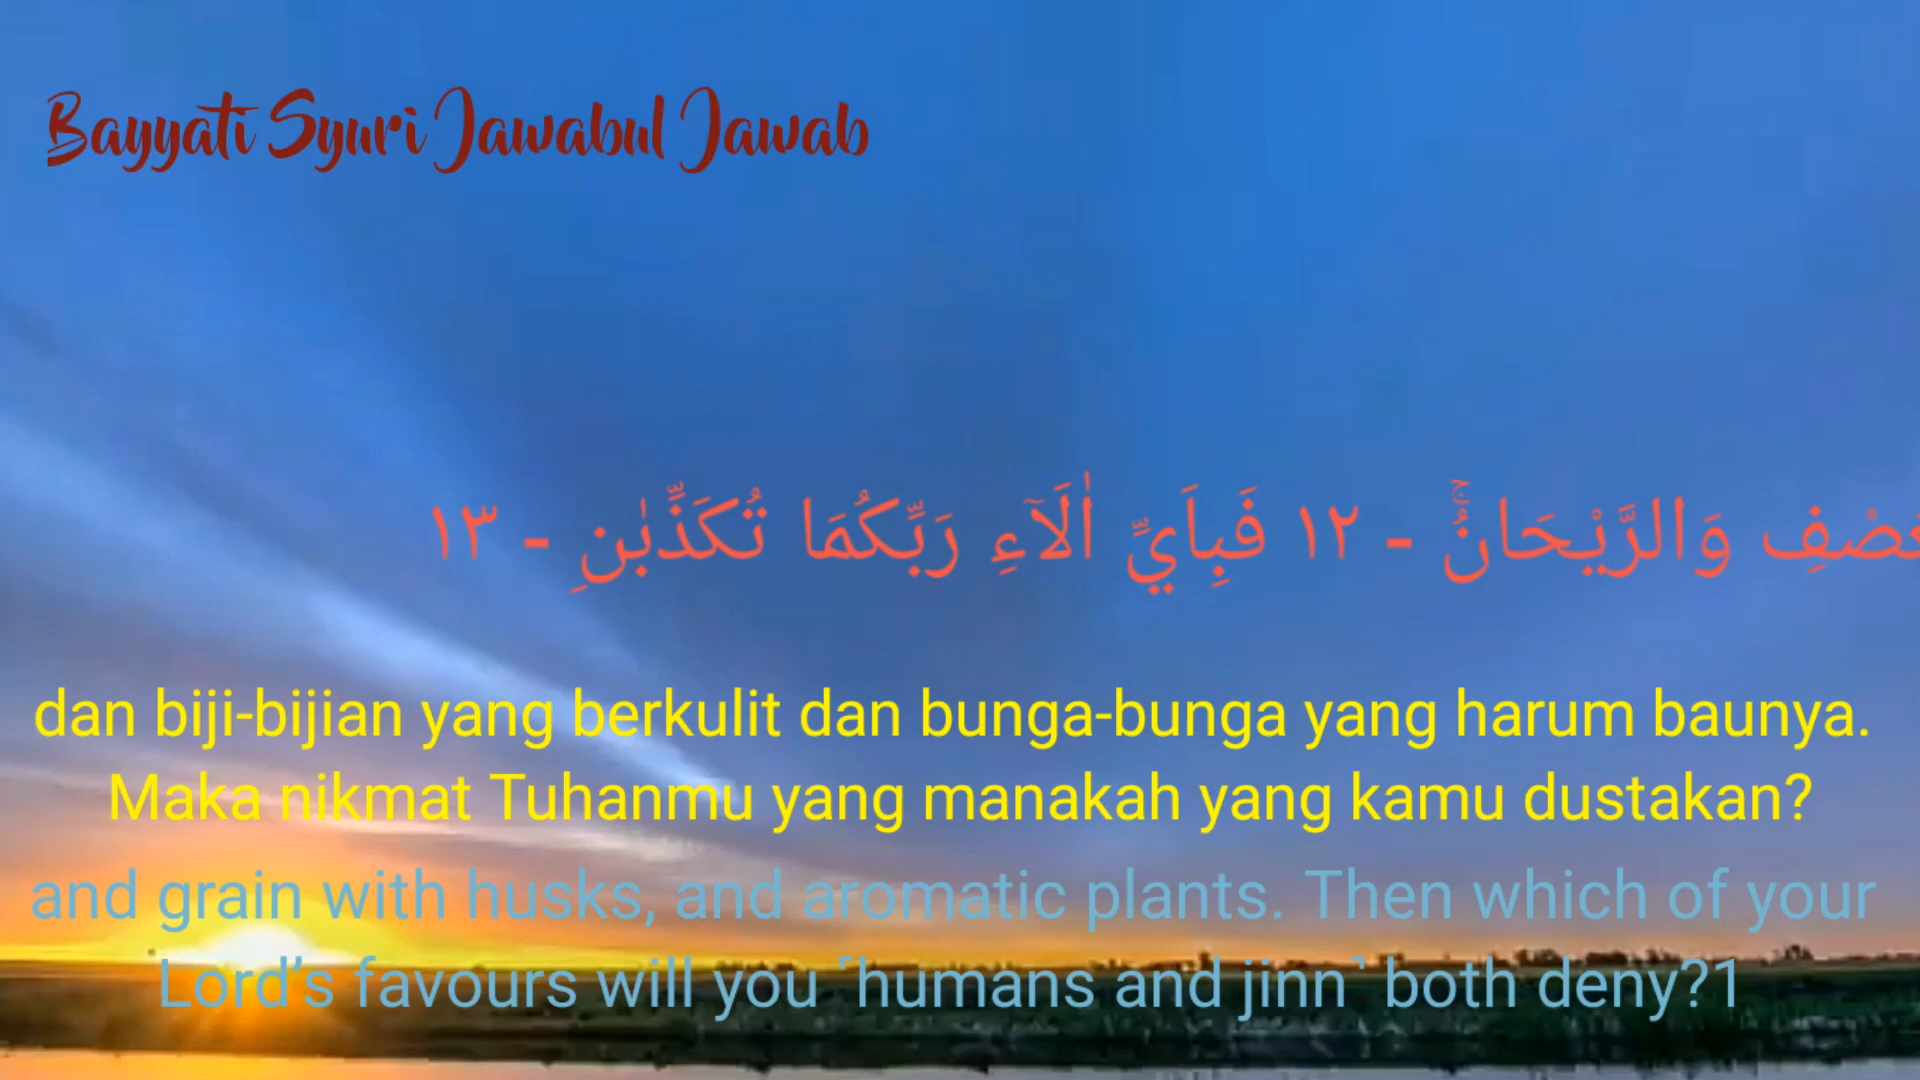 Bayyati Syuri Jawabul Jawab
وَالرَّيْحَانُۚ - ١٢ فَبِاَيِّ اٰلَاۤءِ رَبِّكُمَا تُكَذِّبٰنِ - ١٣
dan biji-bijian yang berkulit dan bunga-bunga yang harum baunya.
Maka nikmat Tuhanmu yang manakah yang kamu dustakan?
and grain with husks, and aromatic plants. Then which of your
Lord’s favours will you ˹humans and jinn˺ both deny?1